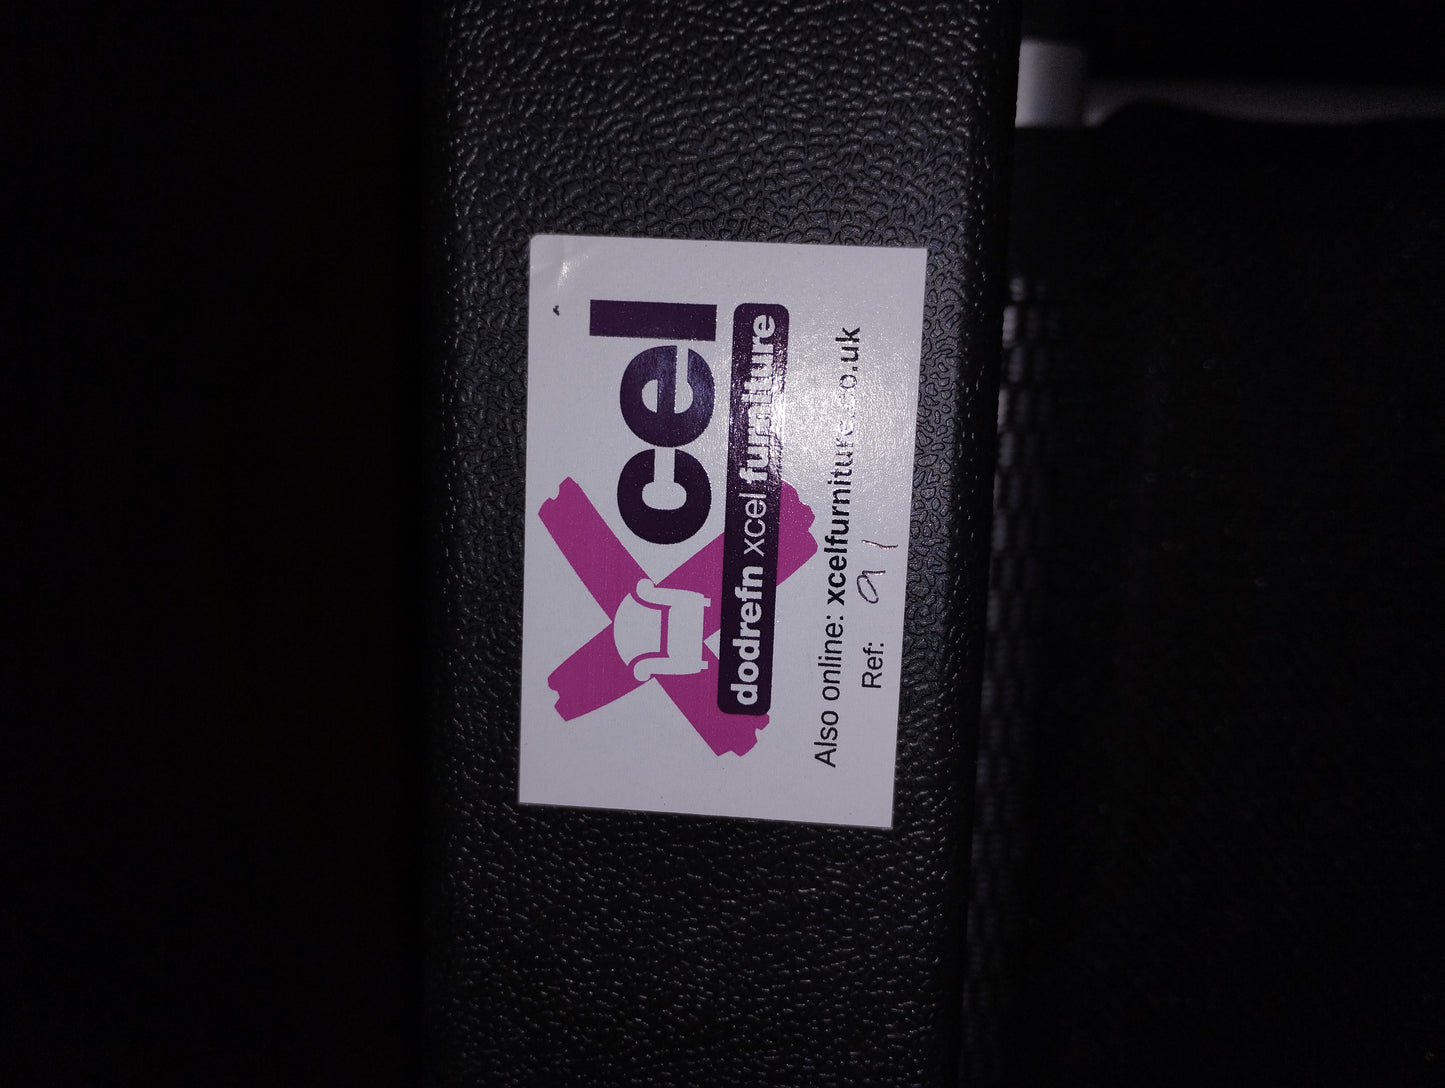 Xcel
dodrefn xcel furniture
Also online: xcelfurniture.co.uk
Ref: 91